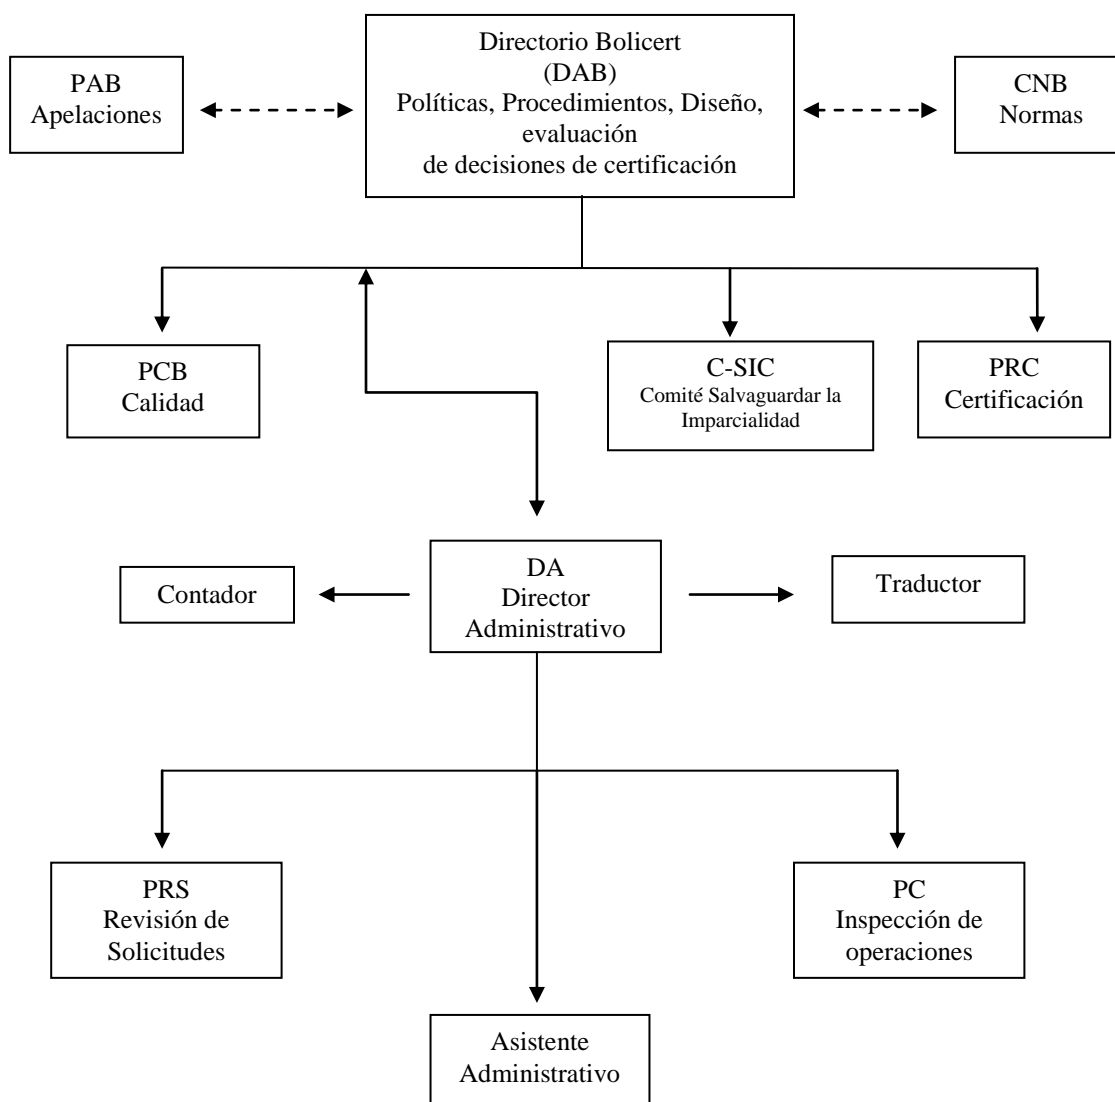 Directorio Bolicert
(DAB)
Políticas, Procedimientos, Diseño,
evaluación
de decisiones de certificación
PAB
Apelaciones
CNB
Normas
PCB
Calidad
C-SIC
Comité Salvaguardar la
Imparcialidad
PRC
Certificación
DA
Director
Administrativo
Contador
Traductor
PRS
Revisión de
Solicitudes
PC
Inspección de
operaciones
Asistente
Administrativo